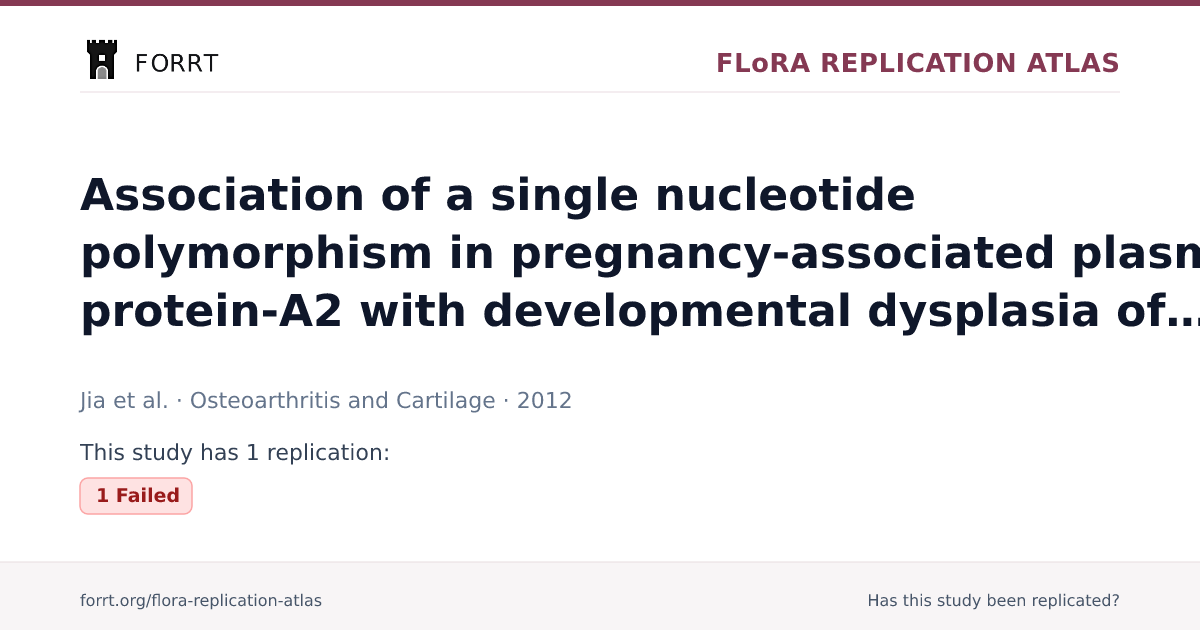 FORRT
FLoRA REPLICATION ATLAS
Association of a single nucleotide
polymorphism in pregnancy-associated plasm
protein-A2 with developmental dysplasia of…
Jia et al. · Osteoarthritis and Cartilage · 2012
This study has 1 replication:
1 Failed
forrt.org/flora-replication-atlas
Has this study been replicated?